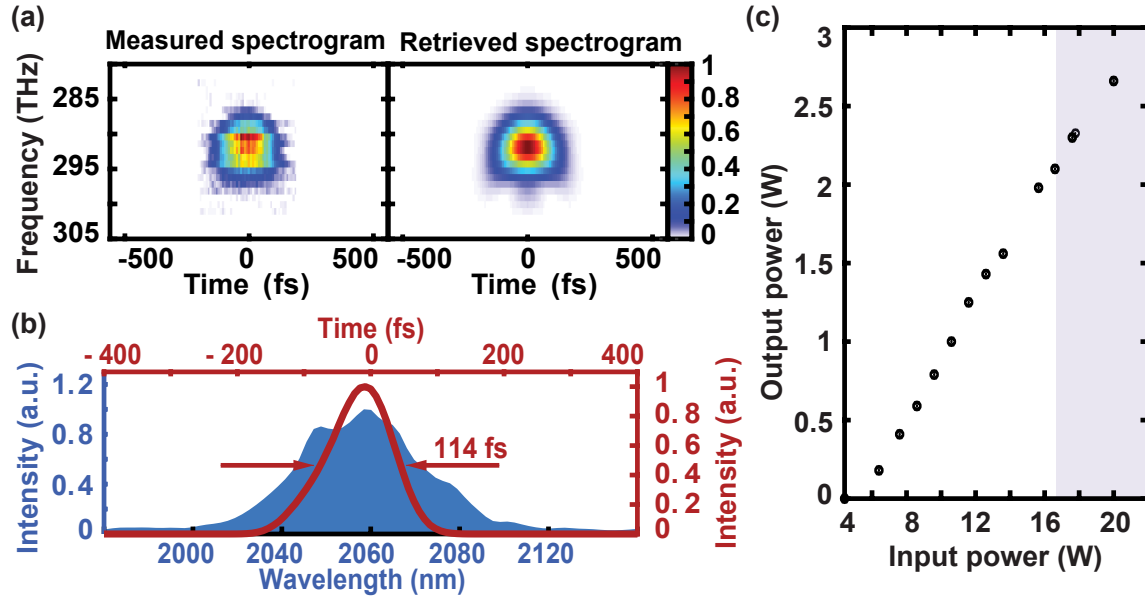 (a)
Measured spectrogram
Retrieved spectrogram
Frequency (THz)
285
295
305
-500 0 500
Time (fs)
-500 0 500
Time (fs)
1
0.8
0.6
0.4
0.2
0
(b)
Time (fs)
- 400 - 200 0 200 400
Intensity (a.u.)
1.2
0.8
0.4
0
114 fs
1
0.8
0.6
0.4
0.2
0
Intensity (a.u.)
2000 2040 2060 2080 2120
Wavelength (nm)
(c)
Output power (W)
3
2.5
2
1.5
1
0.5
0
4 8 12 16 20
Input power (W)